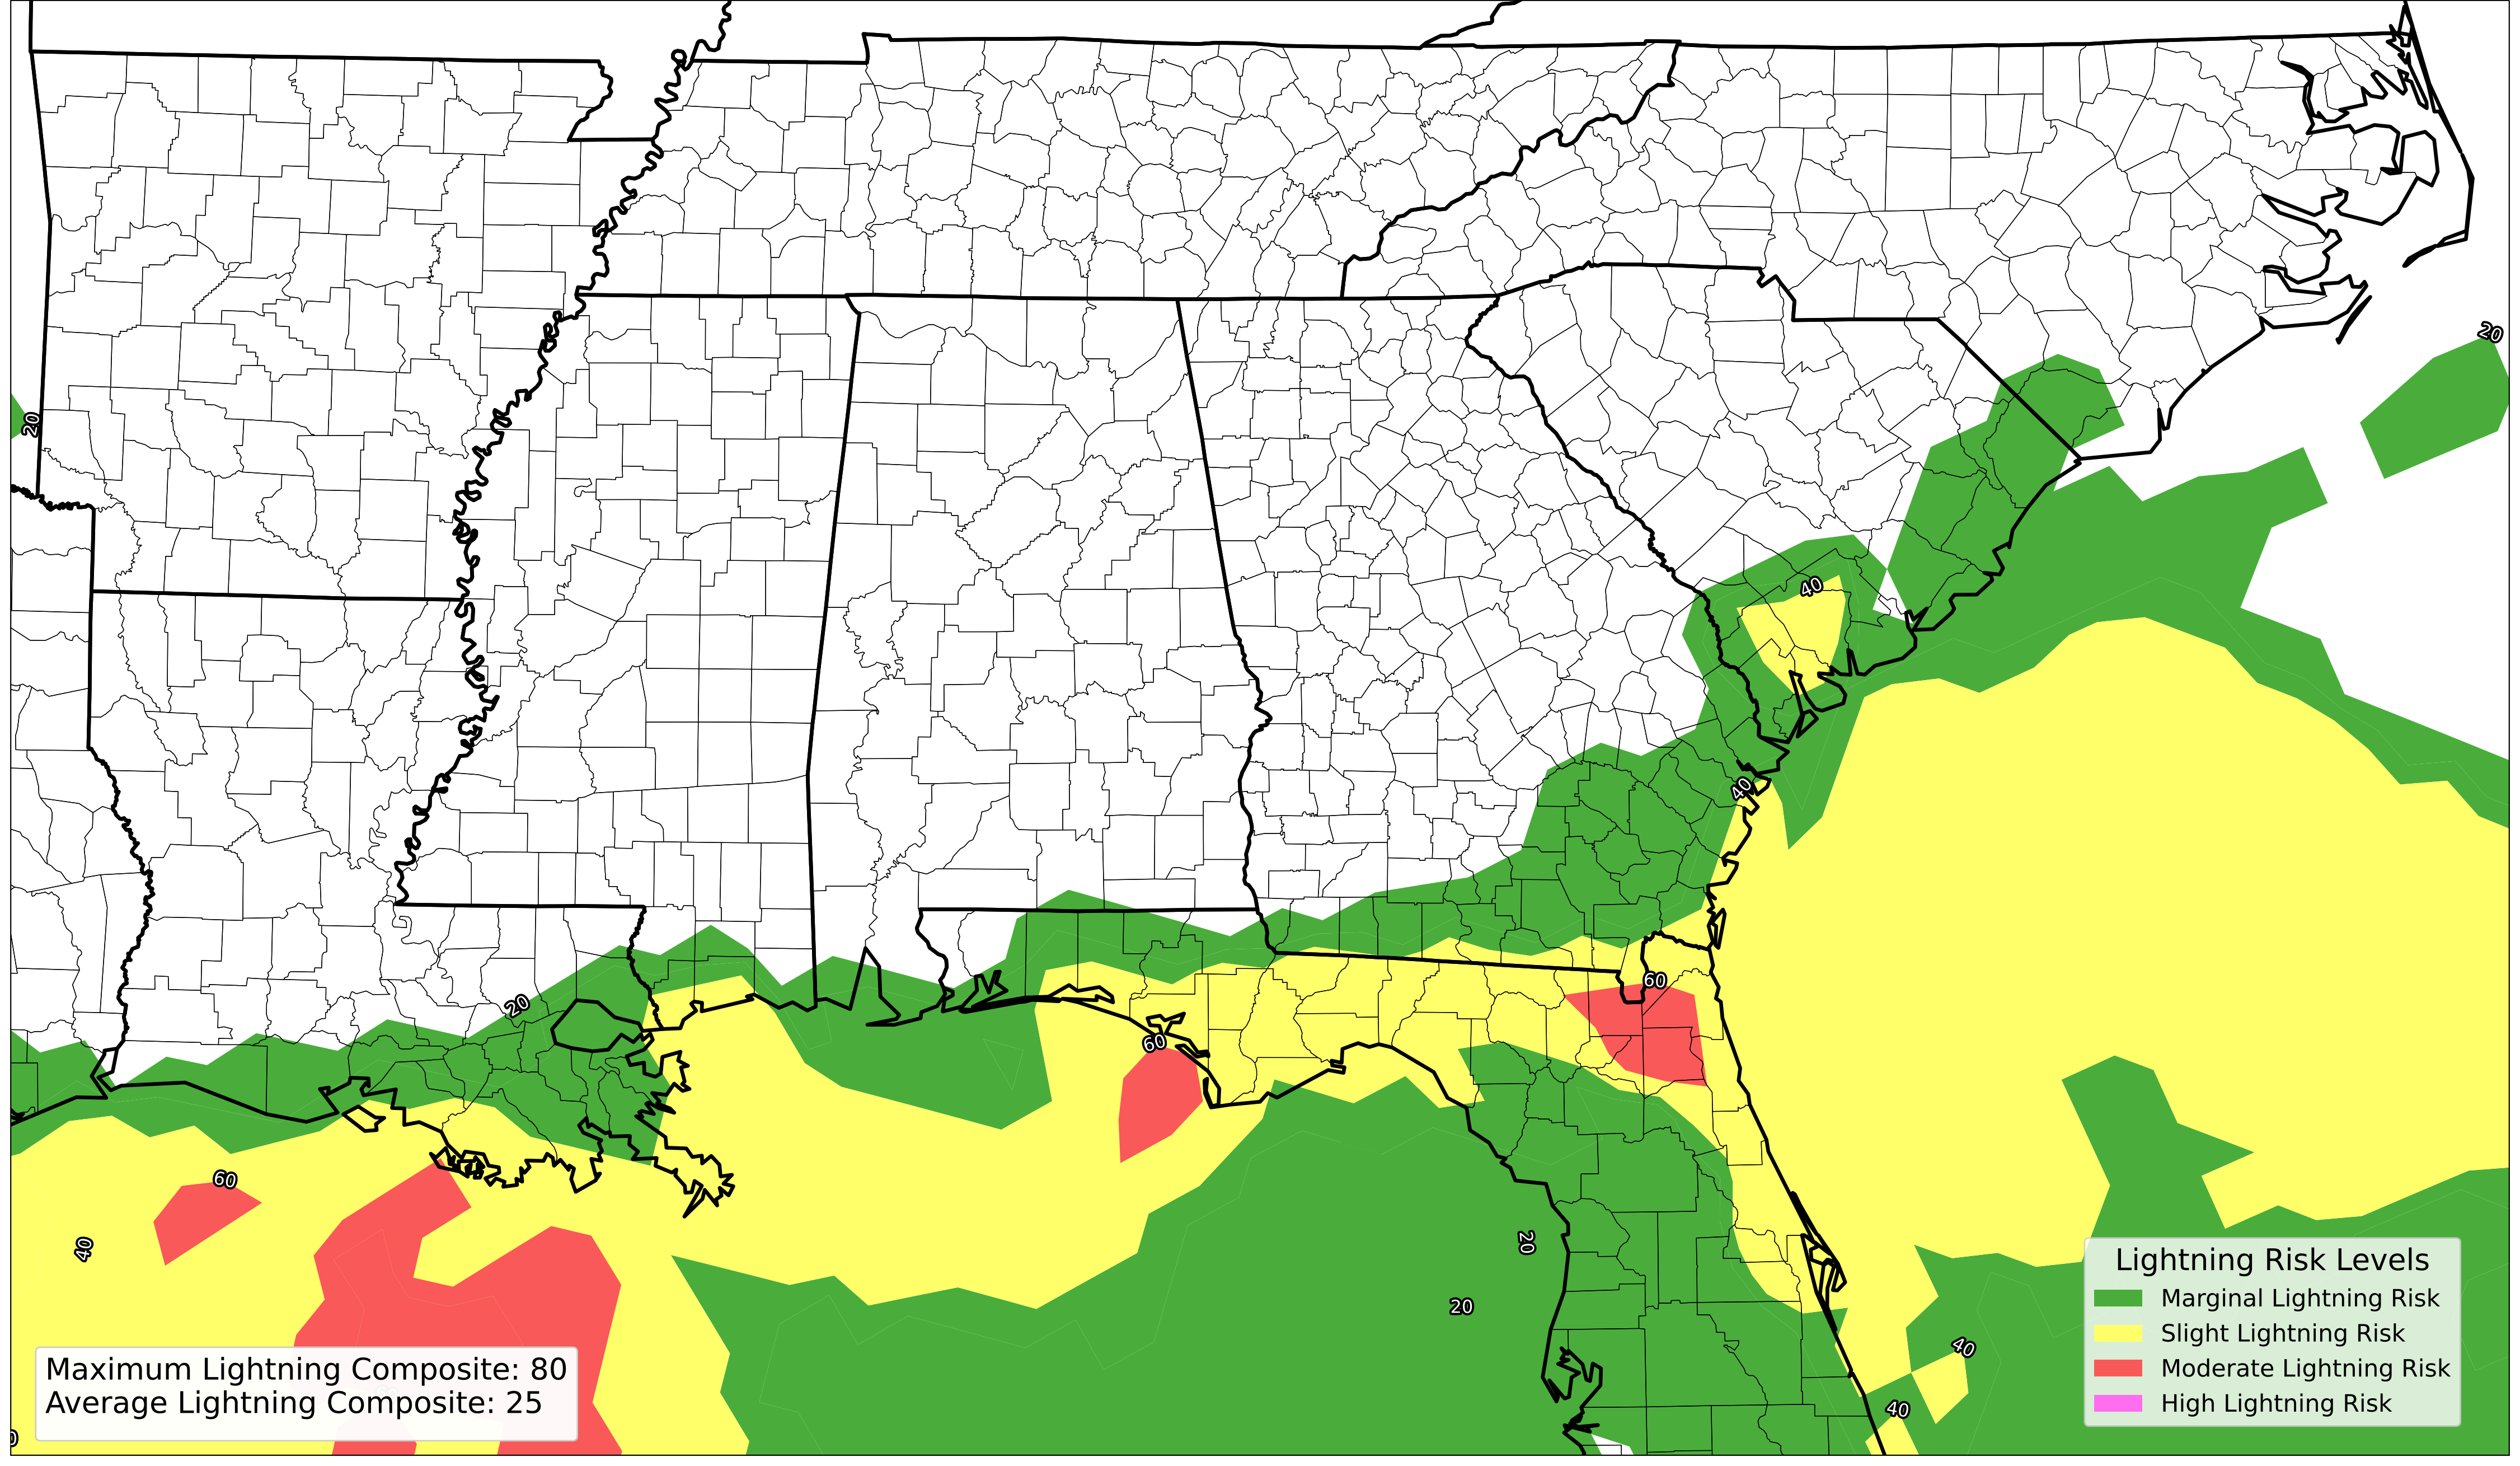 20
20
40
40
60
20
60
60
40
20
20
40
40
Lightning Risk Levels
Marginal Lightning Risk
Slight Lightning Risk
Moderate Lightning Risk
High Lightning Risk
Maximum Lightning Composite: 80
Average Lightning Composite: 25